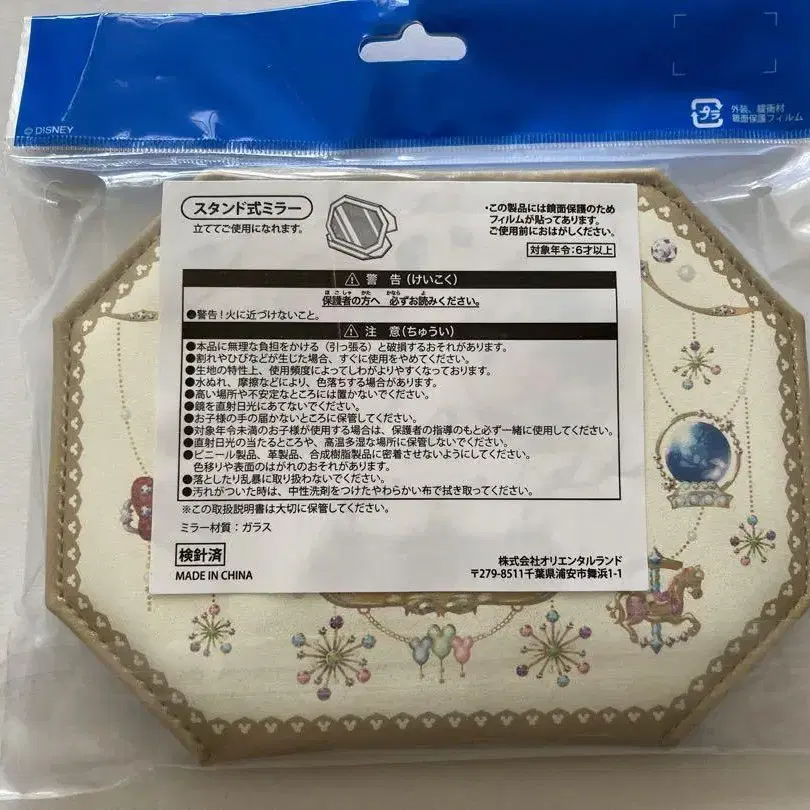 © DISNEY
プラ
外装、緩衝材
鏡面保護フィルム
スタンド式ミラー
立ててご使用になれます。
・この製品には鏡面保護のため
フィルムが貼ってあります。
ご使用前におはがしください。
対象年令:6才以上
⚠ 警 告 (けいこく)
ほごしゃ かた かなら よ
保護者の方へ 必ずお読みください。
●警告!火に近づけないこと。
⚠ 注 意 (ちゅうい)
●本品に無理な負担をかける(引っ張る)と破損するおそれがあります。
●割れやひびなどが生じた場合、すぐに使用をやめてください。
●生地の特性上、使用頻度によってしわがよりやすくなっております。
●水ぬれ、摩擦などにより、色落ちする場合があります。
●高い場所や不安定なところには置かないでください。
●鏡を直射日光にあてないでください。
●お子様の手の届かないところに保管してください。
●対象年令未満のお子様が使用する場合は、保護者の指導のもと必ず一緒に使用してください。
●直射日光の当たるところや、高温多湿な場所に保管しないでください。
●ビニール製品、革製品、合成樹脂製品に密着させないようにしてください。
色移りや表面のはがれのおそれがあります。
●落としたり乱暴に取り扱わないでください。
●汚れがついた時は、中性洗剤をつけたやわらかい布で拭き取ってください。
※この取扱説明書は大切に保管してください。
ミラー材質:ガラス
検針済
MADE IN CHINA
株式会社オリエンタルランド
〒279-8511千葉県浦安市舞浜1-1